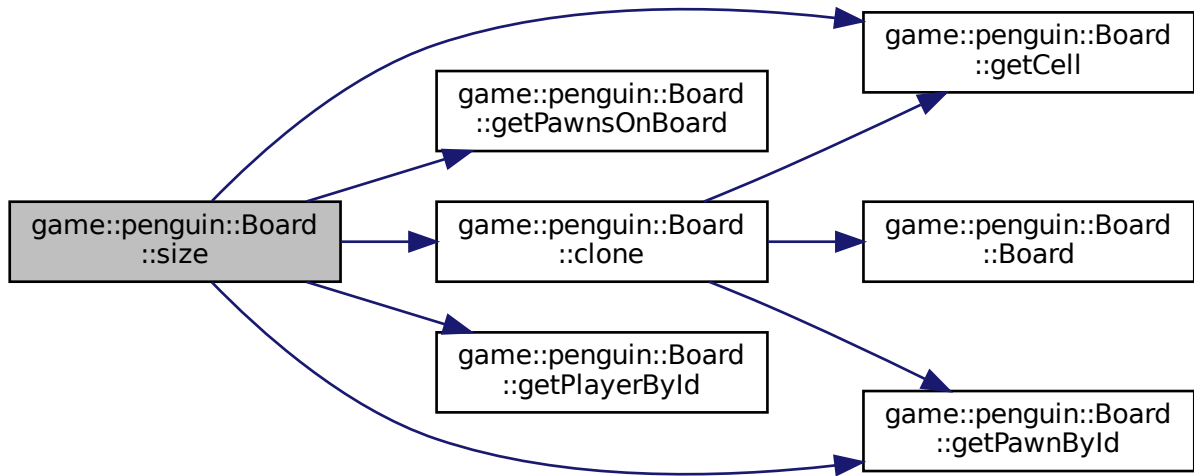 game::penguin::Board
::size
game::penguin::Board
::getPawnsOnBoard
game::penguin::Board
::clone
game::penguin::Board
::getPlayerById
game::penguin::Board
::getCell
game::penguin::Board
::Board
game::penguin::Board
::getPawnById